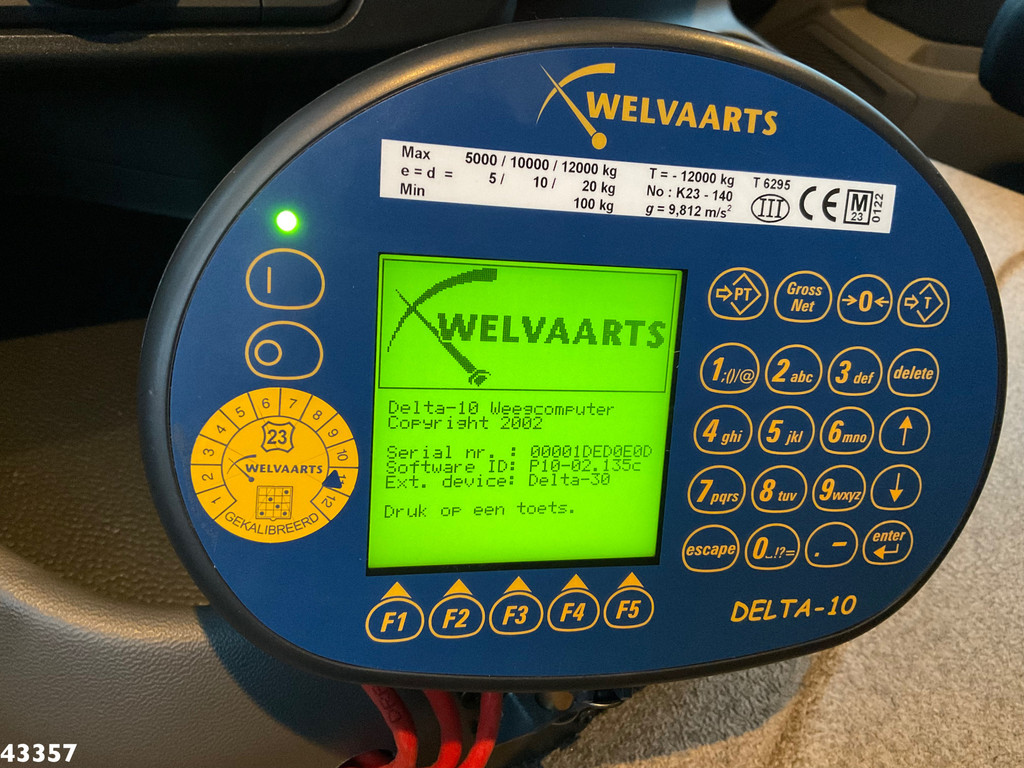 WELVAARTS
Max 5000 / 10000 / 12000 kg T = - 12000 kg T 6295
e = d = 5 / 10 / 20 kg No : K23 - 140
Min 100 kg g = 9,812 m/s²
III CE M 23 0122
WELVAARTS
Delta-10 Weegcomputer
Copyright 2002
Serial nr. : 00001DED0E0D
Software ID: P10-02.135c
Ext. device: Delta-30
Druk op een toets.
1 2 3 4 5 6 7 8 9 10 12
23
WELVAARTS
GEKALIBREERD
PT Gross Net →0← T
1 ;()/@ 2 abc 3 def delete
4 ghi 5 jkl 6 mno ↑
7 pqrs 8 tuv 9 wxyz ↓
escape 0 _!?= . - enter
F1 F2 F3 F4 F5
DELTA-10
43357